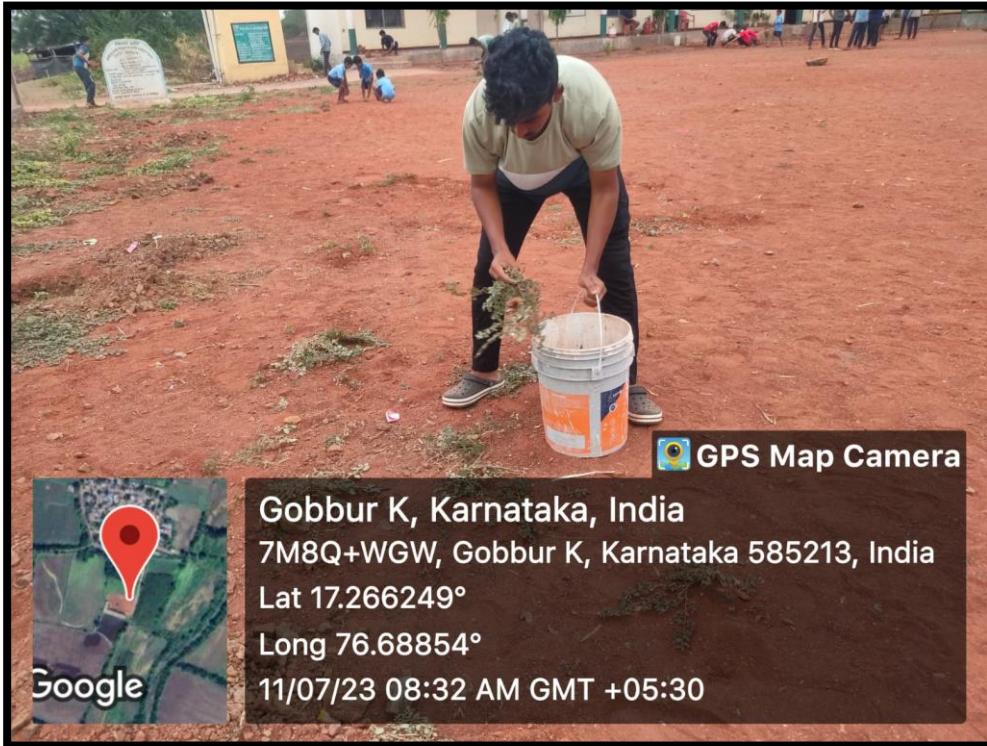 GPS Map Camera
Gobbur K, Karnataka, India
7M8Q+WGW, Gobbur K, Karnataka 585213, India
Lat 17.266249°
Long 76.68854°
11/07/23 08:32 AM GMT +05:30
Google